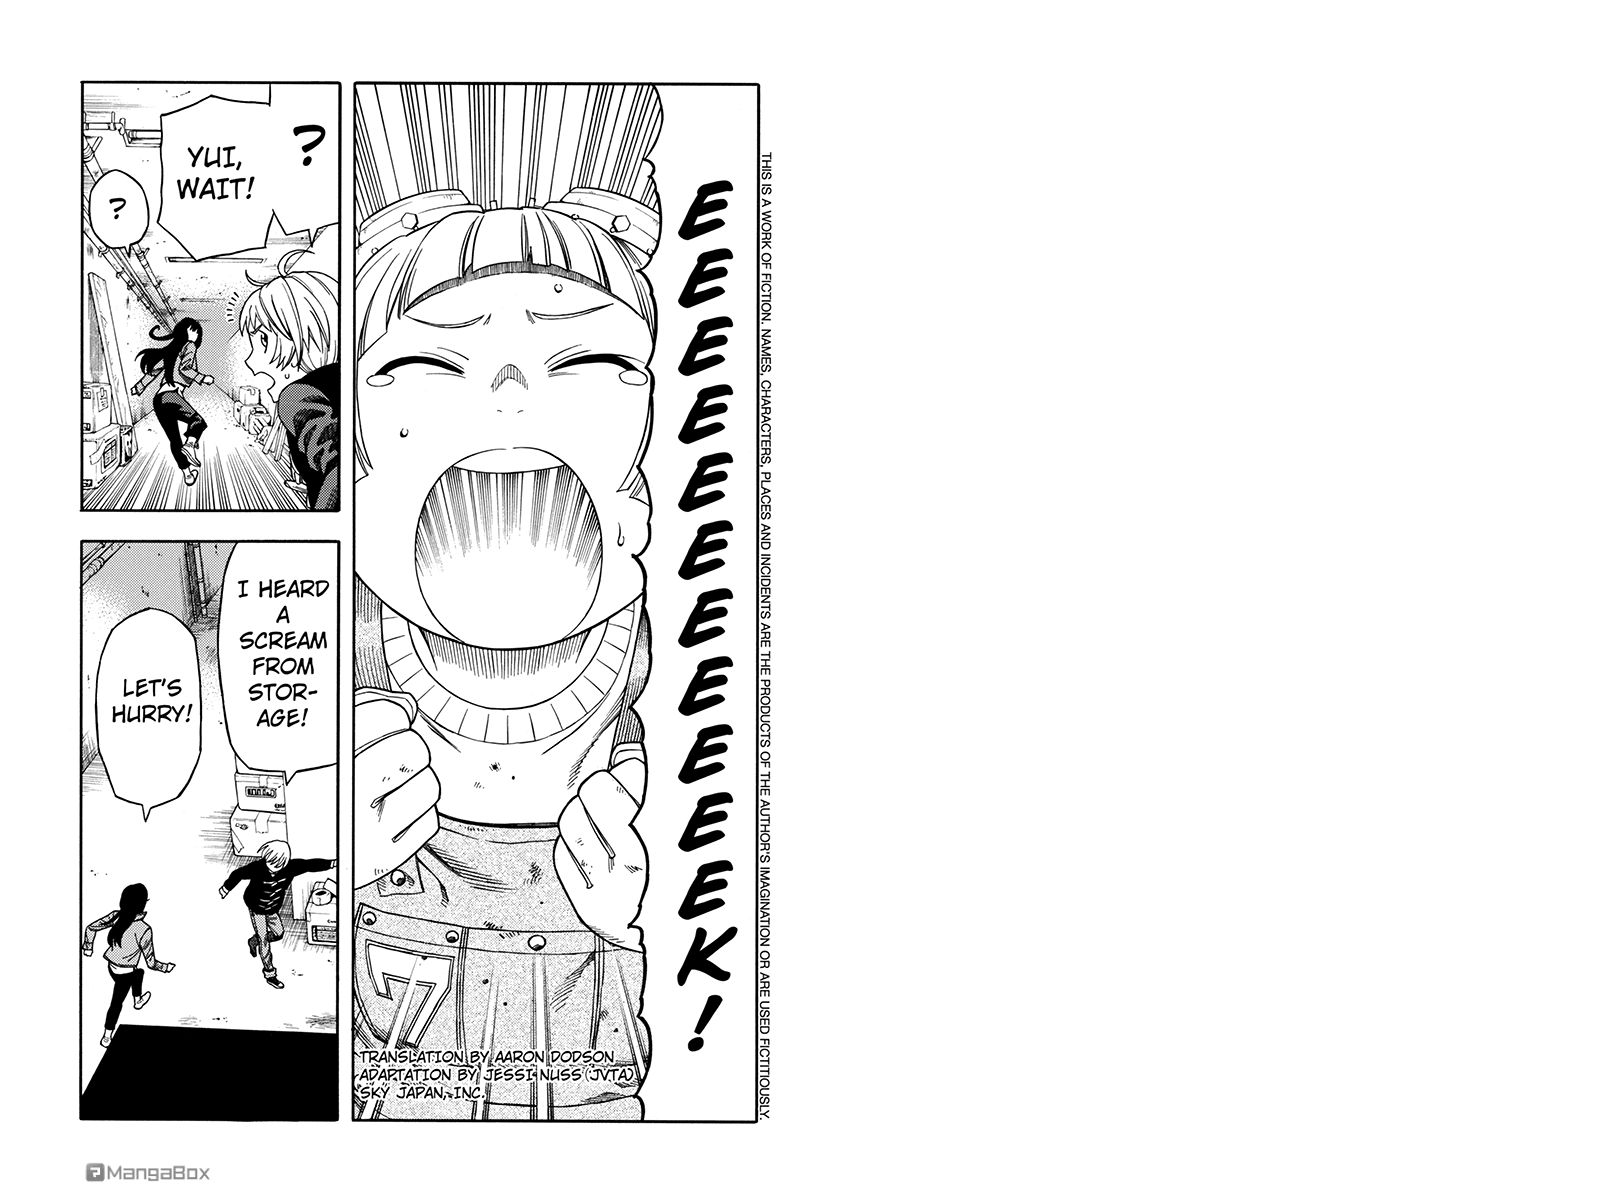 THIS IS A WORK OF FICTION. NAMES, CHARACTERS, PLACES AND INCIDENTS ARE THE PRODUCTS OF THE AUTHOR'S IMAGINATION OR ARE USED FICTITIOUSLY.
EEEEEEEEEEEK!
7
TRANSLATION BY AARON DODSON
ADAPTATION BY JESSI NUSS (JVTA)
SKY JAPAN, INC.
?
YUI,
WAIT!
?
I HEARD
A
SCREAM
FROM
STOR-
AGE!
LET'S
HURRY!
MangaBox